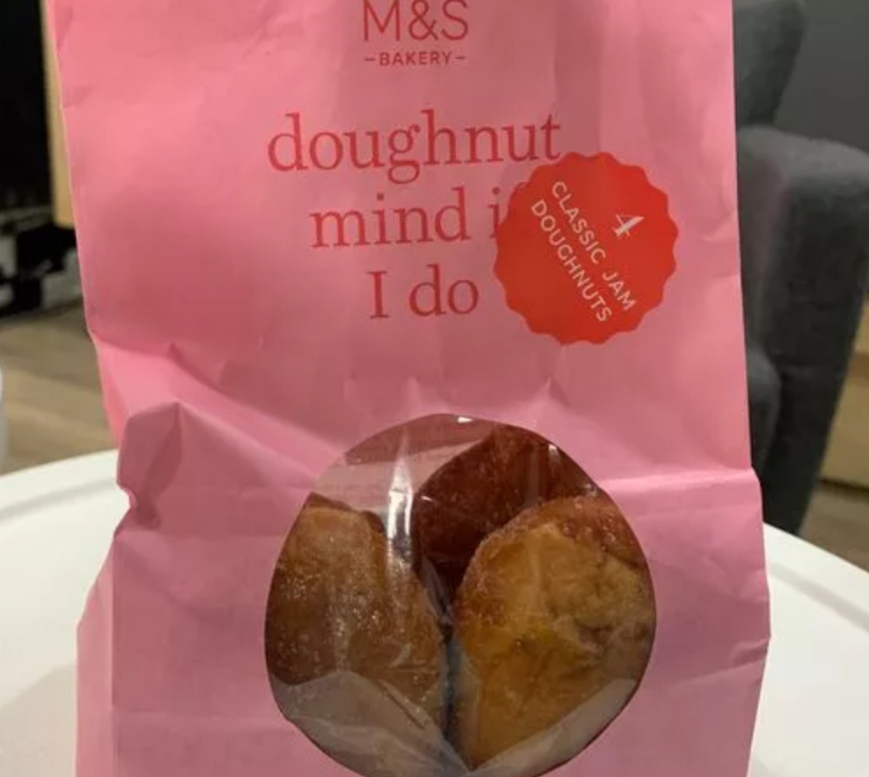 M&S
-BAKERY-
doughnut
mind i
I do
4
CLASSIC JAM
DOUGHNUTS